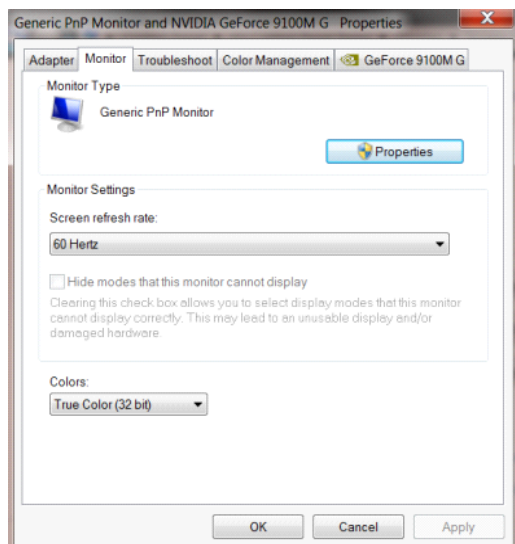 Generic PnP Monitor and NVIDIA GeForce 9100M G Properties
Adapter Monitor Troubleshoot Color Management GeForce 9100M G
Monitor Type
Generic PnP Monitor
Properties
Monitor Settings
Screen refresh rate:
60 Hertz
Hide modes that this monitor cannot display
Clearing this check box allows you to select display modes that this monitor
cannot display correctly. This may lead to an unusable display and/or
damaged hardware.
Colors:
True Color (32 bit)
OK Cancel Apply